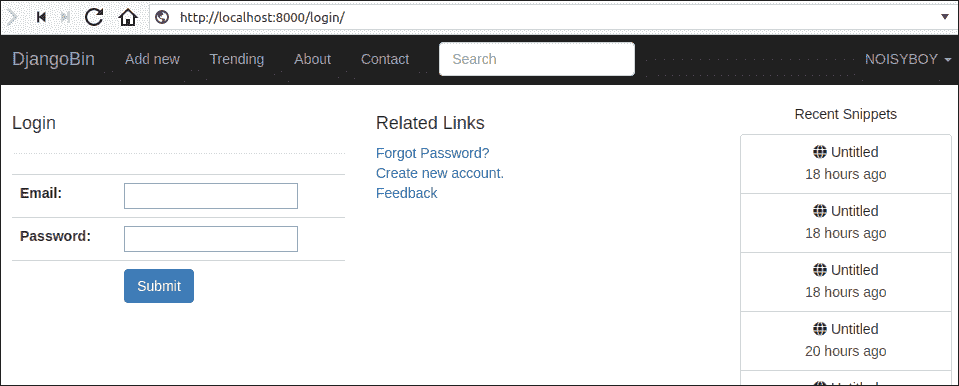 http://localhost:8000/login/
DjangoBin Add new Trending About Contact Search NOISYBOY
Login
Email:
Password:
Submit
Related Links
Forgot Password?
Create new account.
Feedback
Recent Snippets
Untitled
18 hours ago
Untitled
18 hours ago
Untitled
18 hours ago
Untitled
20 hours ago